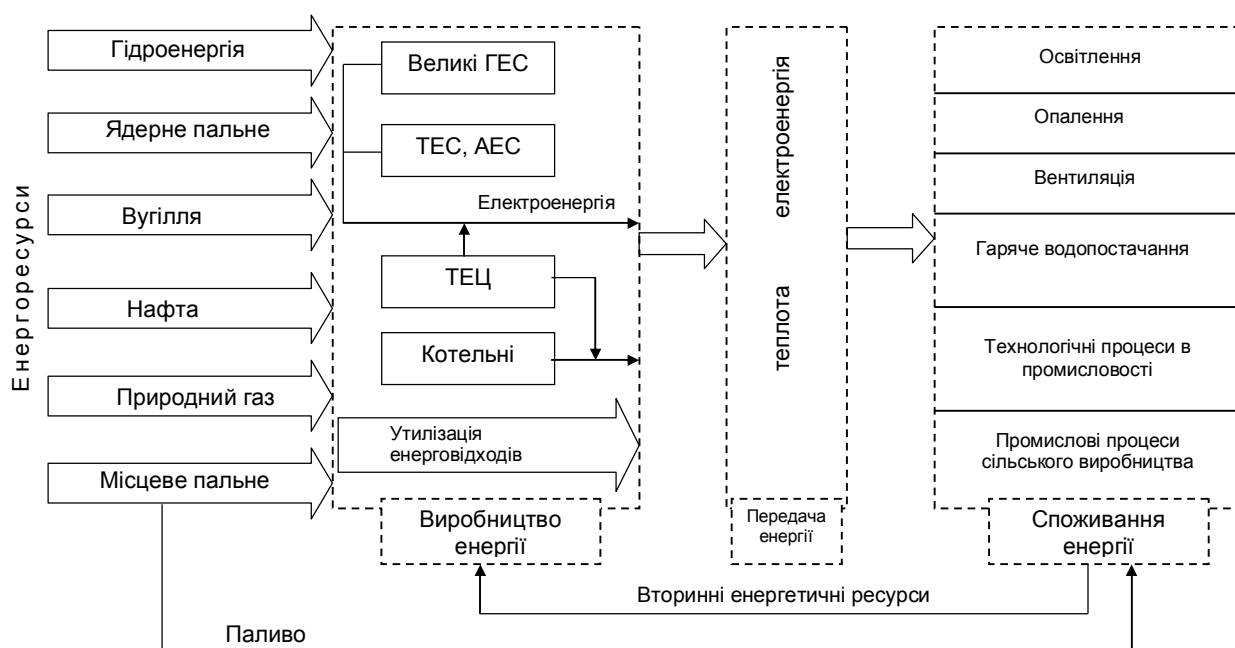 Енергоресурси
Гідроенергія
Ядерне пальне
Вугілля
Нафта
Природний газ
Місцеве пальне
Великі ГЕС
ТЕС, АЕС
Електроенергія
ТЕЦ
Котельні
Утилізація
енерговідходів
Виробництво
енергії
електроенергія
теплота
Передача
енергії
Освітлення
Опалення
Вентиляція
Гаряче водопостачання
Технологічні процеси в
промисловості
Промислові процеси
сільського виробництва
Споживання
енергії
Вторинні енергетичні ресурси
Паливо